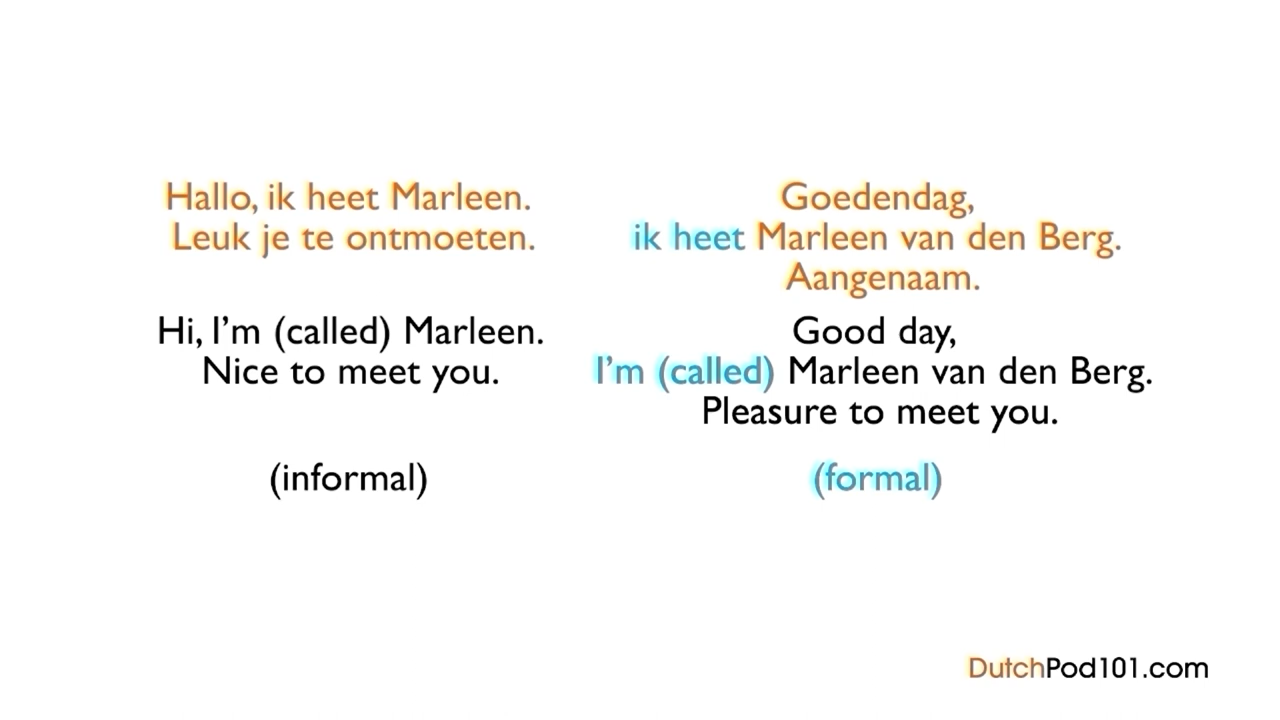 Hallo, ik heet Marleen.
Leuk je te ontmoeten.
Hi, I'm (called) Marleen.
Nice to meet you.
(informal)
Goedendag,
ik heet Marleen van den Berg.
Aangenaam.
Good day,
I'm (called) Marleen van den Berg.
Pleasure to meet you.
(formal)
DutchPod101.com